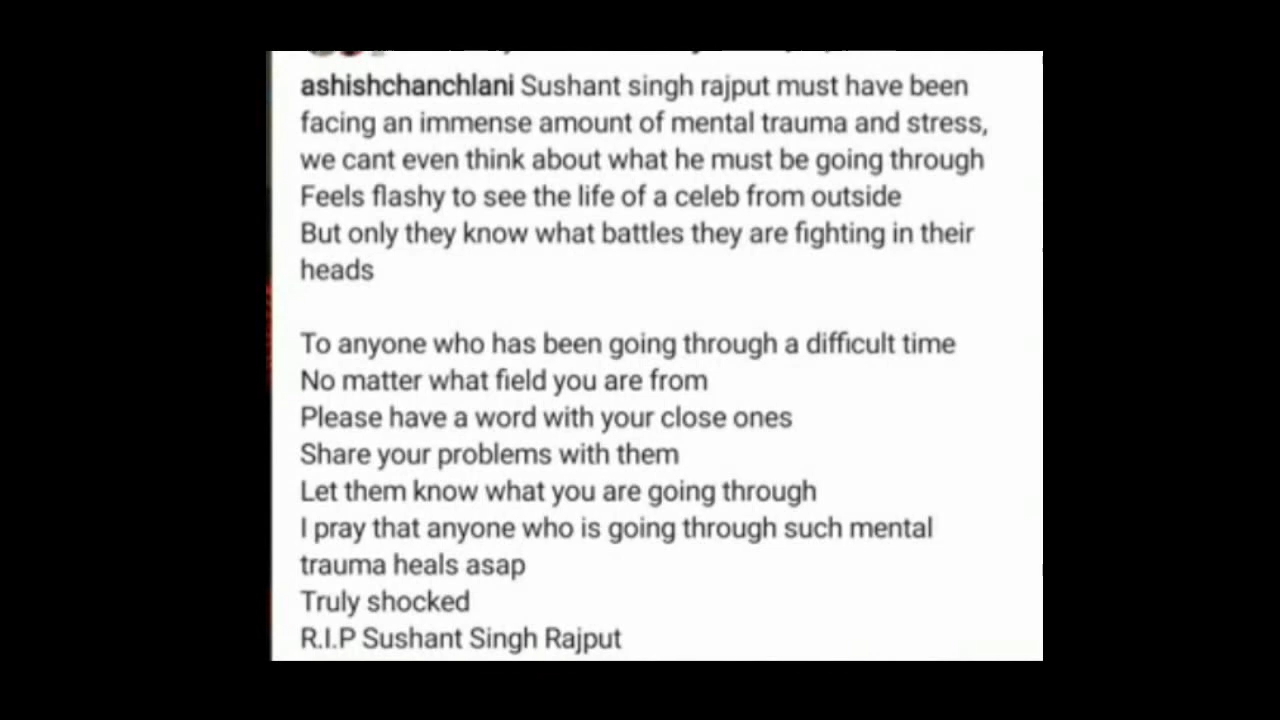 ashishchanchlani Sushant singh rajput must have been
facing an immense amount of mental trauma and stress,
we cant even think about what he must be going through
Feels flashy to see the life of a celeb from outside
But only they know what battles they are fighting in their
heads
To anyone who has been going through a difficult time
No matter what field you are from
Please have a word with your close ones
Share your problems with them
Let them know what you are going through
I pray that anyone who is going through such mental
trauma heals asap
Truly shocked
R.I.P Sushant Singh Rajput